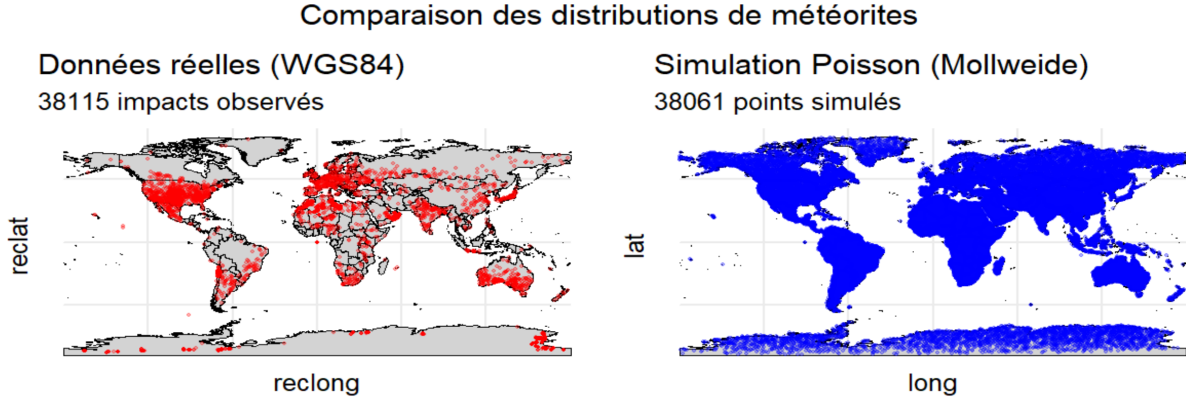 Comparaison des distributions de météorites
Données réelles (WGS84)
38115 impacts observés
reclat
reclong
Simulation Poisson (Mollweide)
38061 points simulés
lat
long